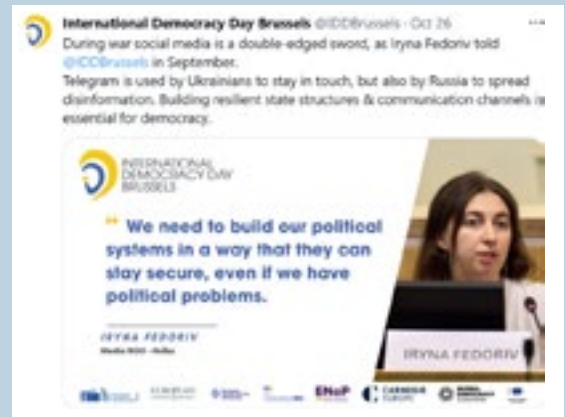 International Democracy Day Brussels @IDDBrussels · Oct 26
During war social media is a double-edged sword, as Iryna Fedoriv told
@IDDBrussels in September.
Telegram is used by Ukrainians to stay in touch, but also by Russia to spread
disinformation. Building resilient state structures & communication channels is
essential for democracy.
INTERNATIONAL
DEMOCRACY DAY
BRUSSELS
" We need to build our political
systems in a way that they can
stay secure, even if we have
political problems.
IRYNA FEDORIV
Media NGO
IRYNA FEDORIV
ENoP
CARNEGIE
EUROPE